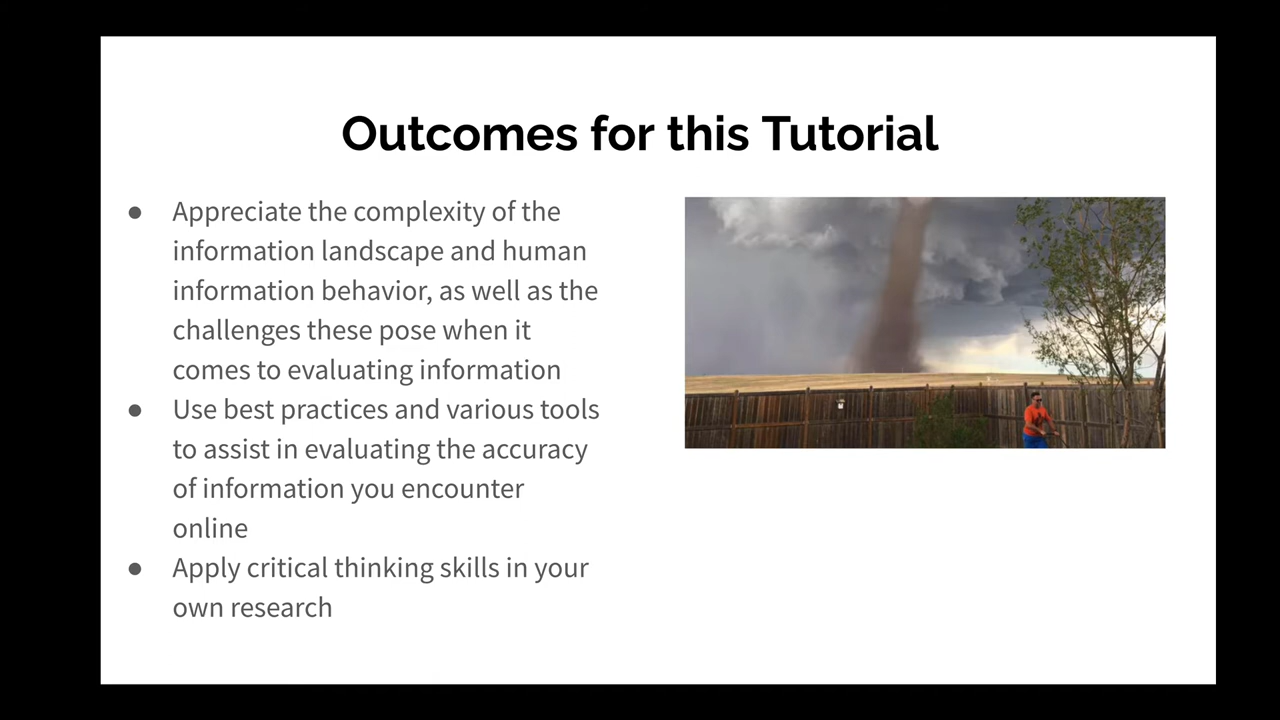 Outcomes for this Tutorial
● Appreciate the complexity of the
information landscape and human
information behavior, as well as the
challenges these pose when it
comes to evaluating information
● Use best practices and various tools
to assist in evaluating the accuracy
of information you encounter
online
● Apply critical thinking skills in your
own research